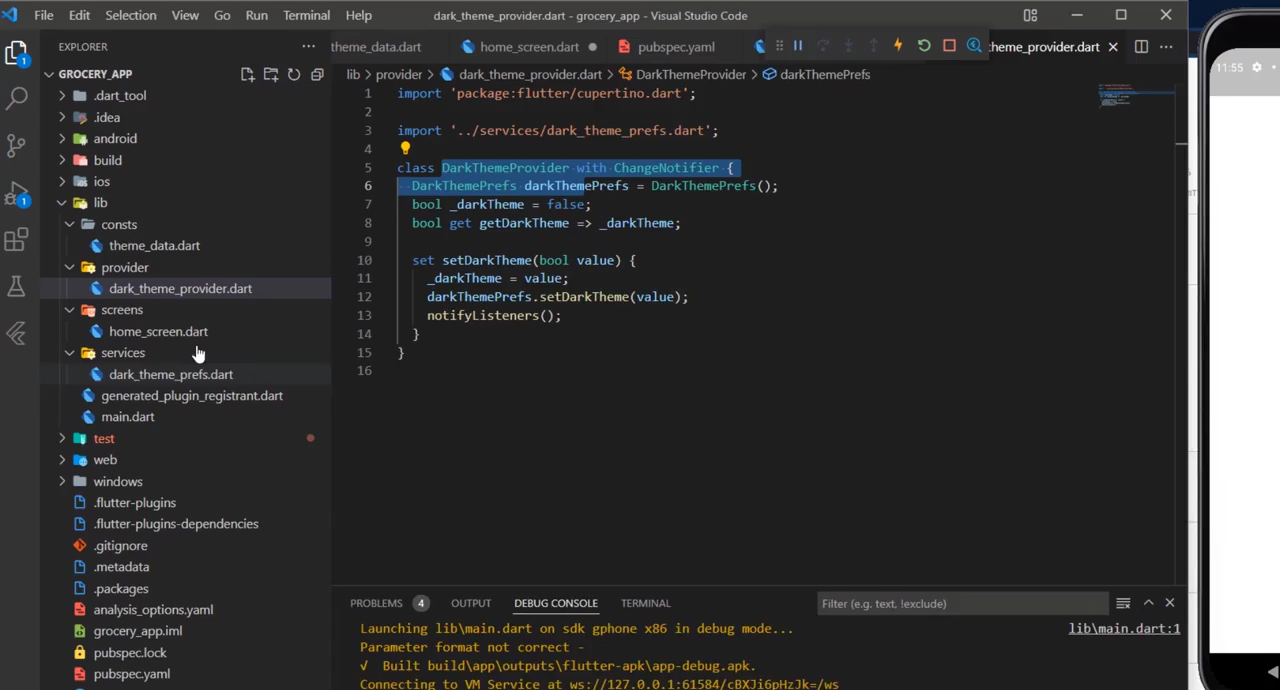 File Edit Selection View Go Run Terminal Help
dark_theme_provider.dart - grocery_app - Visual Studio Code
EXPLORER
theme_data.dart home_screen.dart pubspec.yaml heme_provider.dart
GROCERY_APP
lib provider dark_theme_provider.dart DarkThemeProvider darkThemePrefs
.dart_tool
.idea
android
build
ios
lib
consts
theme_data.dart
provider
dark_theme_provider.dart
screens
home_screen.dart
services
dark_theme_prefs.dart
generated_plugin_registrant.dart
main.dart
test
web
windows
.flutter-plugins
.flutter-plugins-dependencies
.gitignore
.metadata
.packages
analysis_options.yaml
grocery_app.iml
pubspec.lock
pubspec.yaml
1
1
1 import 'package:flutter/cupertino.dart';
2
3 import '../services/dark_theme_prefs.dart';
4
5 class DarkThemeProvider with ChangeNotifier {
6 DarkThemePrefs darkThemePrefs = DarkThemePrefs();
7 bool _darkTheme = false;
8 bool get getDarkTheme => _darkTheme;
9
10 set setDarkTheme(bool value) {
11 _darkTheme = value;
12 darkThemePrefs.setDarkTheme(value);
13 notifyListeners();
14 }
15 }
16
PROBLEMS 4 OUTPUT DEBUG CONSOLE TERMINAL Filter (e.g. text, !exclude)
Launching lib\main.dart on sdk gphone x86 in debug mode... lib\main.dart:1
Parameter format not correct -
√ Built build\app\outputs\flutter-apk\app-debug.apk.
Connecting to VM Service at ws://127.0.0.1:61584/cBXJi6pHzJk=/ws
11:55